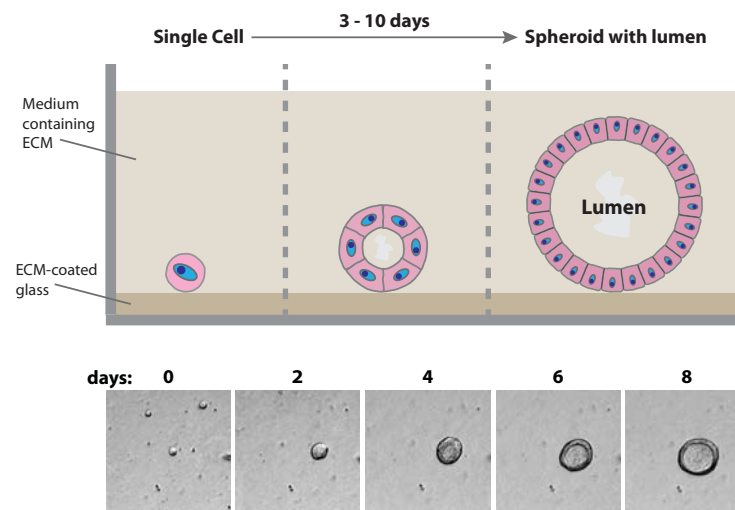 3 - 10 days
Single Cell
Spheroid with lumen
Medium
containing
ECM
Lumen
ECM-coated
glass
days: 0 2 4 6 8